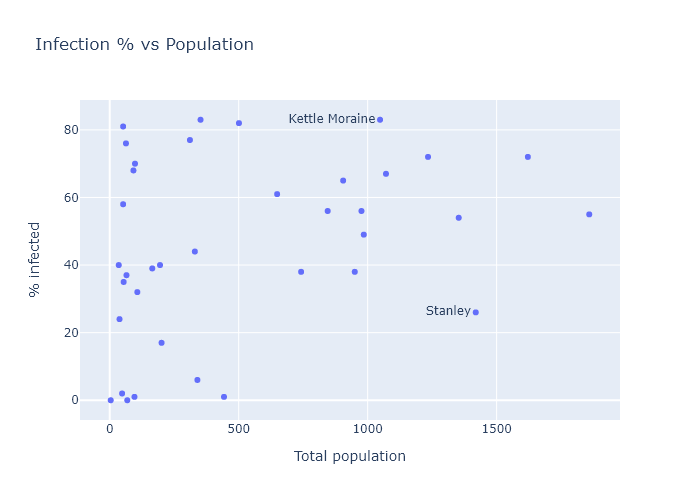 Infection % vs Population
Kettle Moraine
80
60
% infected
40
Stanley
20
0
0 500 1000 1500
Total population